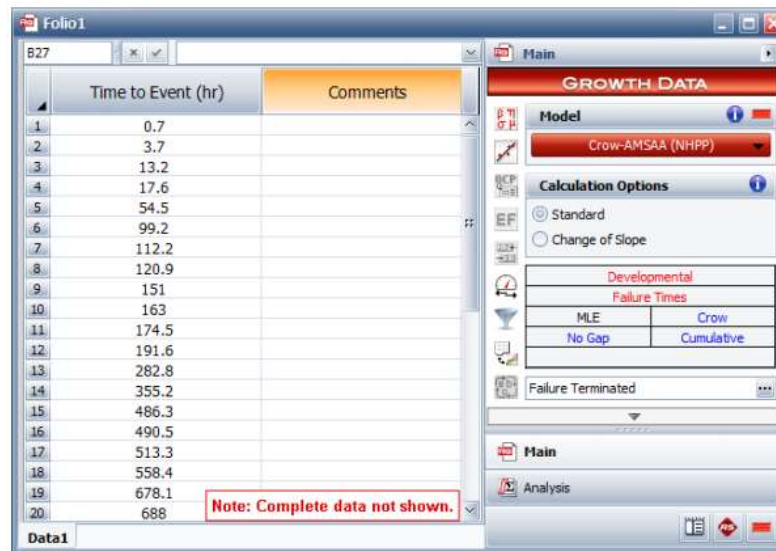 Folio1
B27
Time to Event (hr) Comments
1 0.7
2 3.7
3 13.2
4 17.6
5 54.5
6 99.2
7 112.2
8 120.9
9 151
10 163
11 174.5
12 191.6
13 282.8
14 355.2
15 486.3
16 490.5
17 513.3
18 558.4
19 678.1
20 688
Note: Complete data not shown.
Data1
Main
GROWTH DATA
Model
Crow-AMSAA (NHPP)
Calculation Options
Standard
Change of Slope
Developmental
Failure Times
MLE Crow
No Gap Cumulative
Failure Terminated ...
Main
Analysis
β η
σ μ
QCP
EF